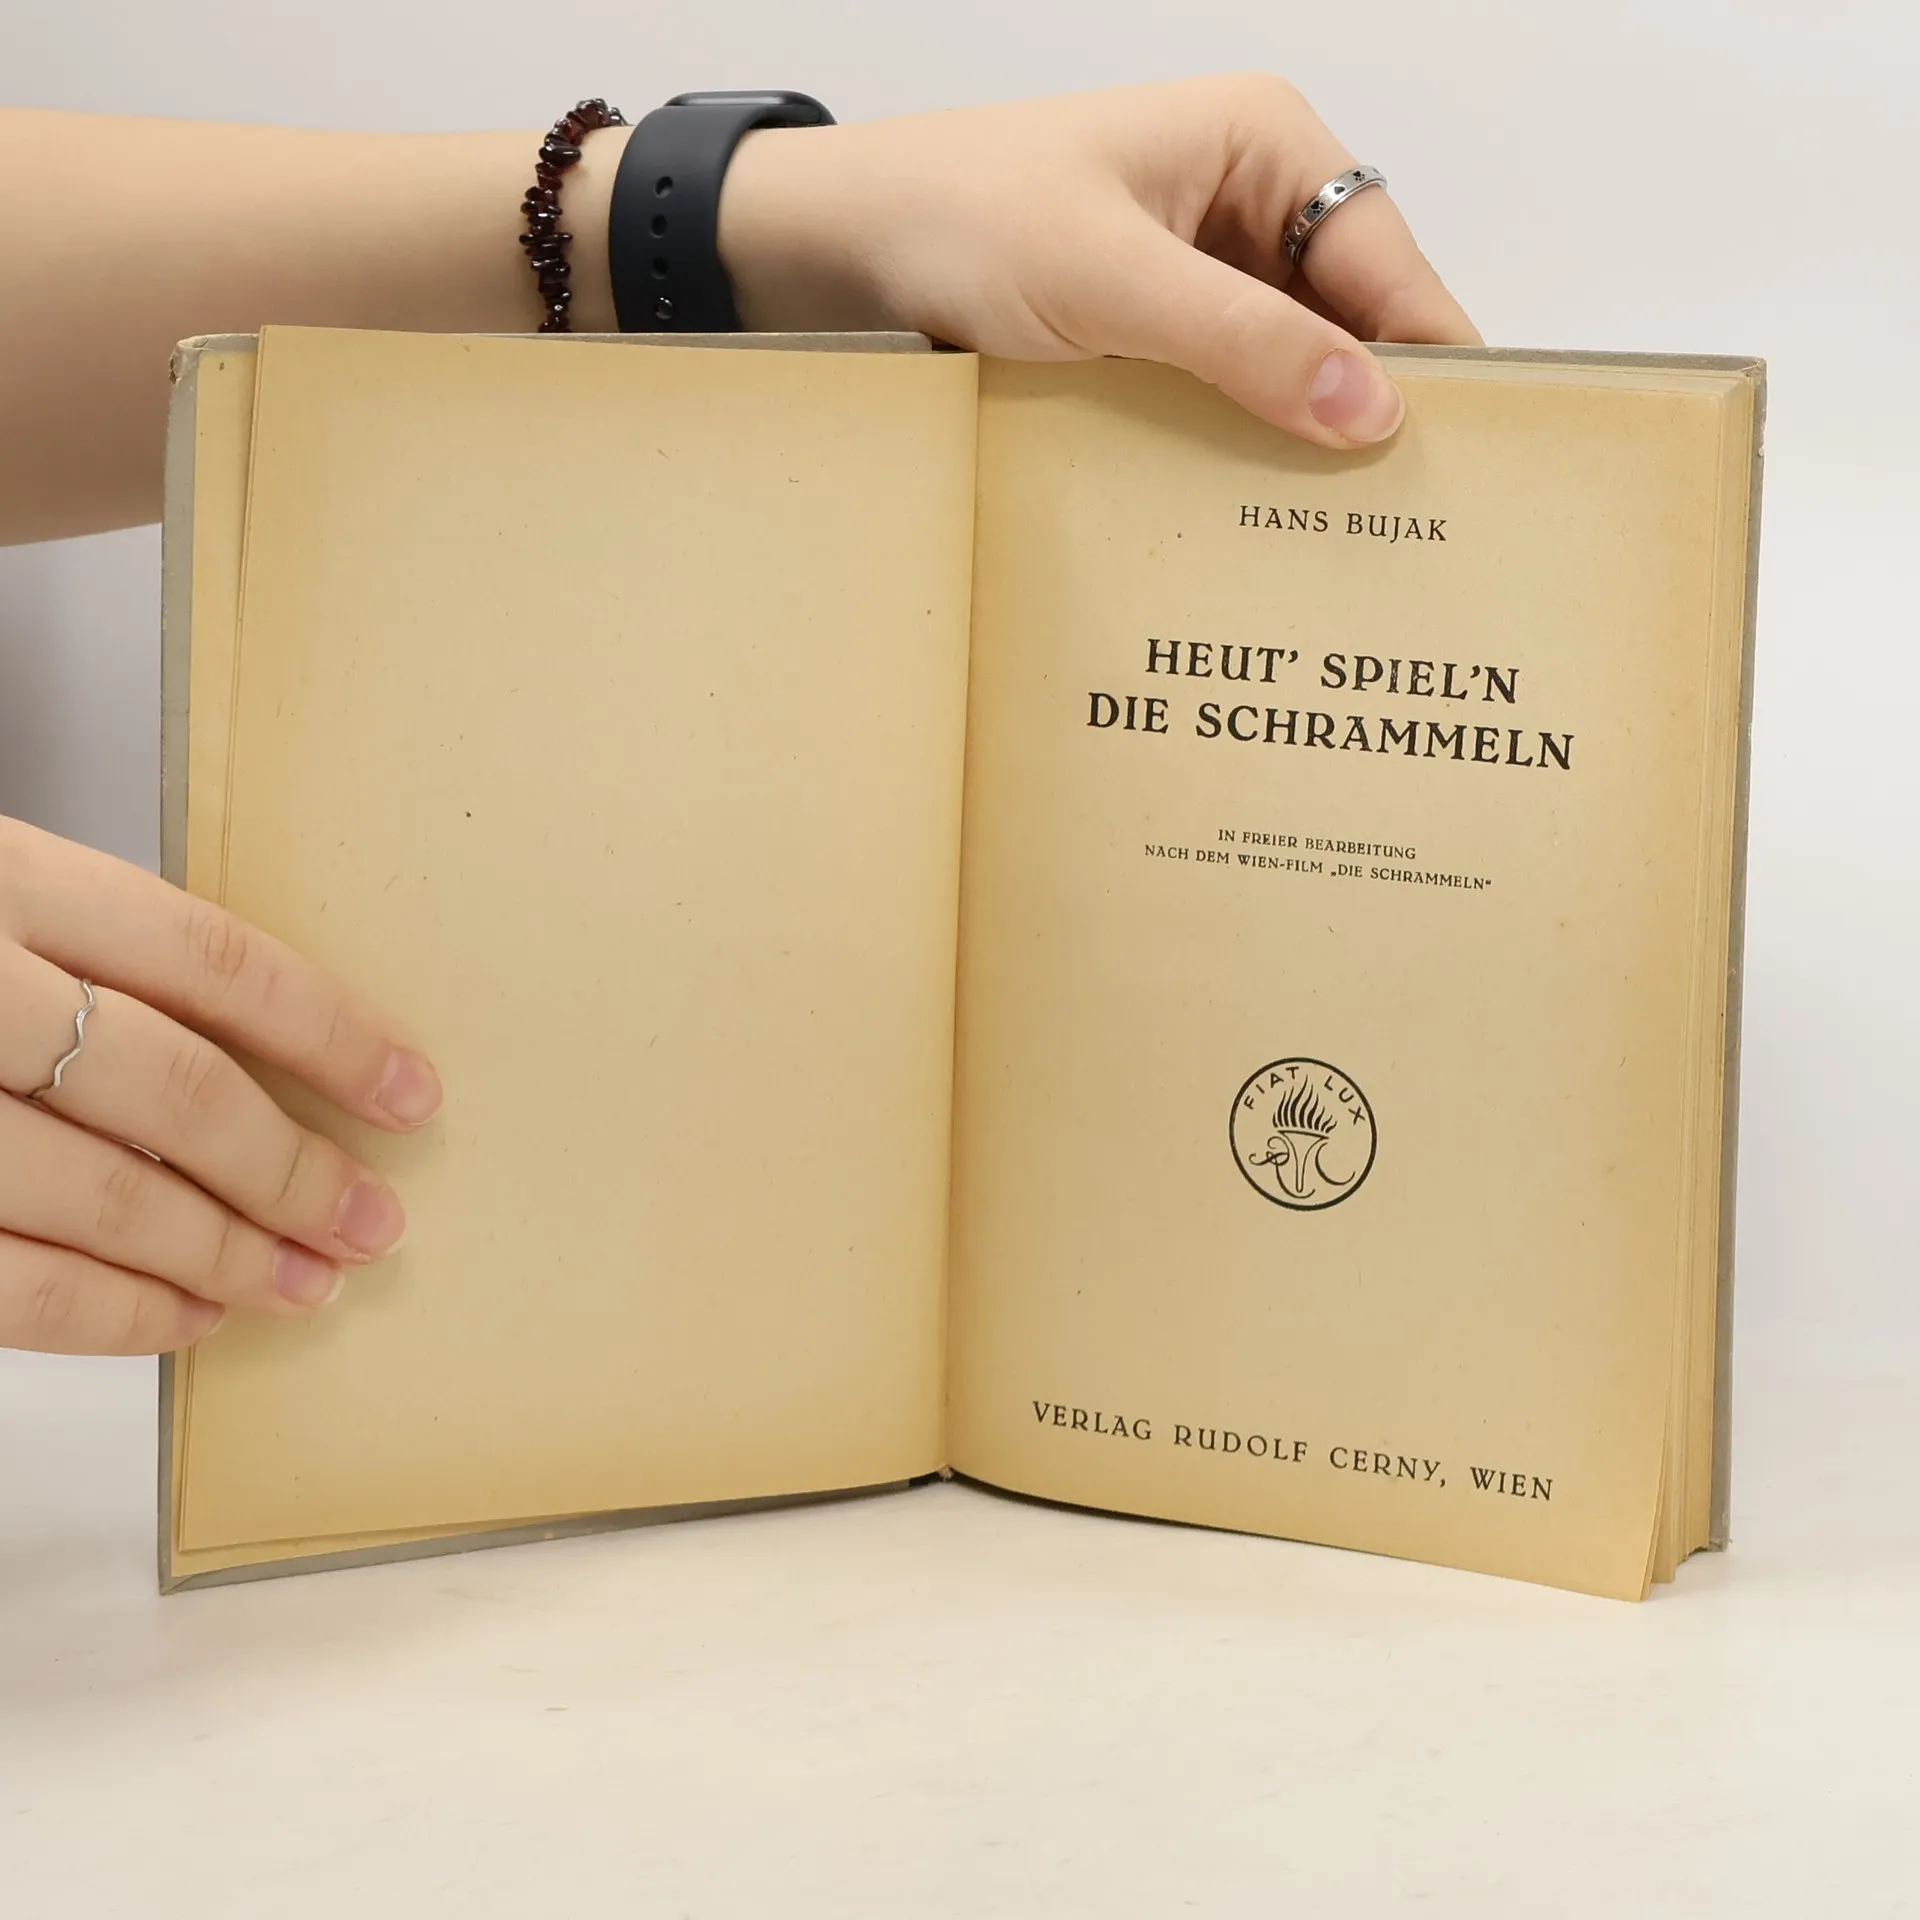 HANS BUJAK
HEUT’ SPIEL’N
DIE SCHRAMMELN
IN FREIER BEARBEITUNG
NACH DEM WIEN-FILM „DIE SCHRAMMELN“
FIAT LUX
VERLAG RUDOLF CERNY, WIEN